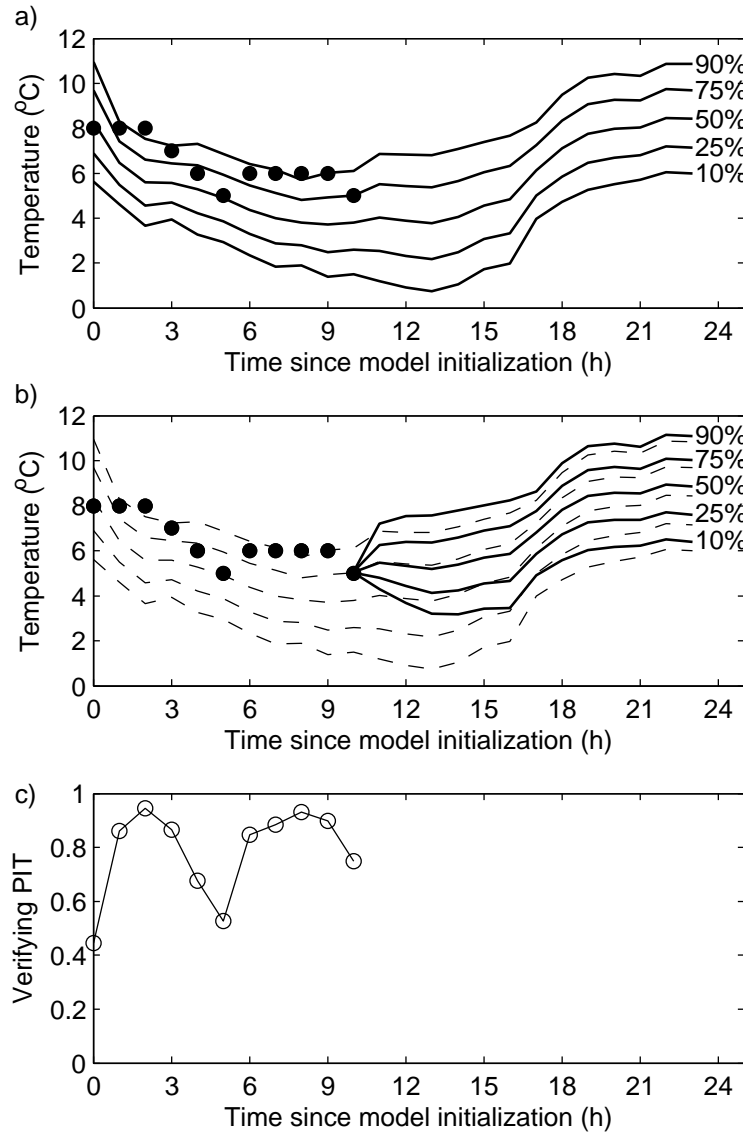 a)
12
10
8
6
4
2
0
Temperature (ºC)
90%
75%
50%
25%
10%
0 3 6 9 12 15 18 21 24
Time since model initialization (h)
b)
12
10
8
6
4
2
0
Temperature (ºC)
90%
75%
50%
25%
10%
0 3 6 9 12 15 18 21 24
Time since model initialization (h)
c)
1
0.8
0.6
0.4
0.2
0
Verifying PIT
0 3 6 9 12 15 18 21 24
Time since model initialization (h)